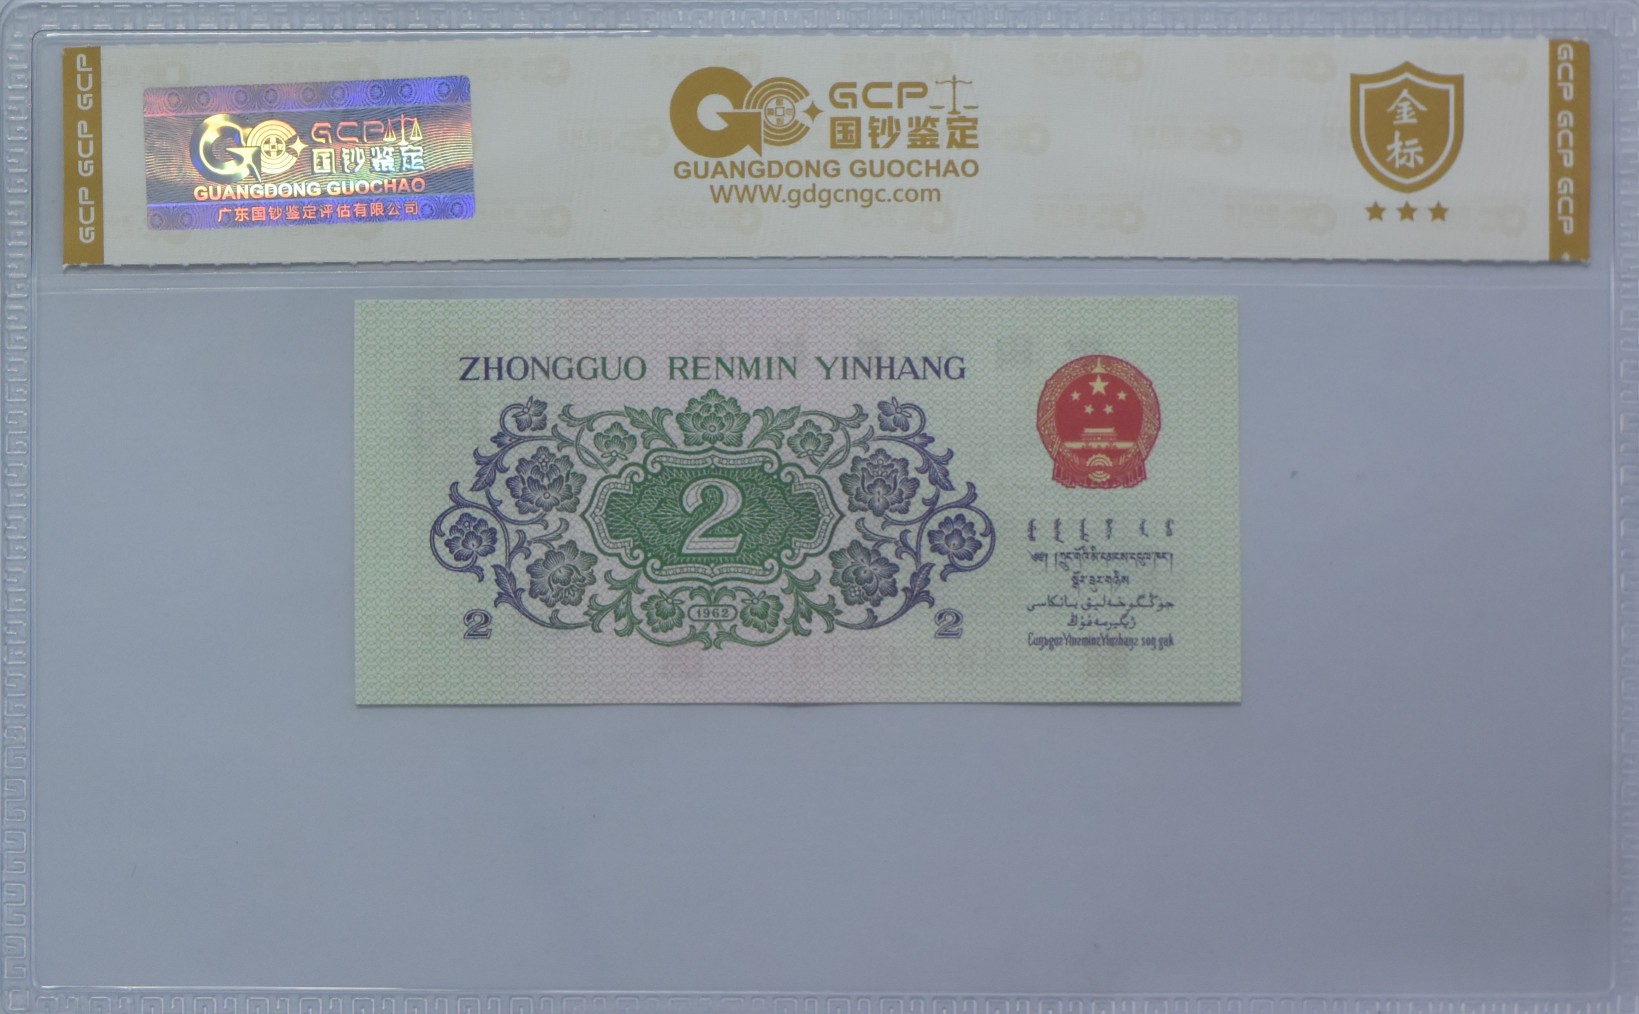 GCP GCP GCP
GCP 国钞鉴定
GUANGDONG GUOCHAO
广东国钞鉴定评估有限公司
GCP
国钞鉴定
GUANGDONG GUOCHAO
WWW.gdgcngc.com
金标
GCP GCP GCP
ZHONGGUO RENMIN YINHANG
2
1962
2 2
جۇڭگوخەلىق بانكاسى